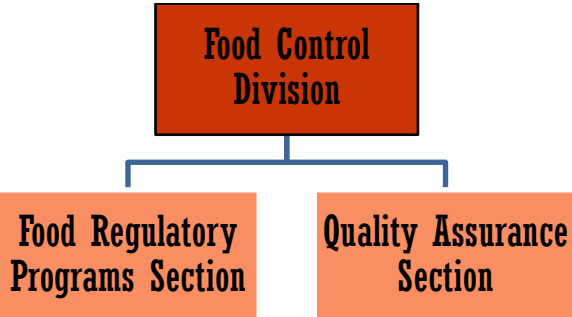 Food Control
Division
Food Regulatory
Programs Section
Quality Assurance
Section